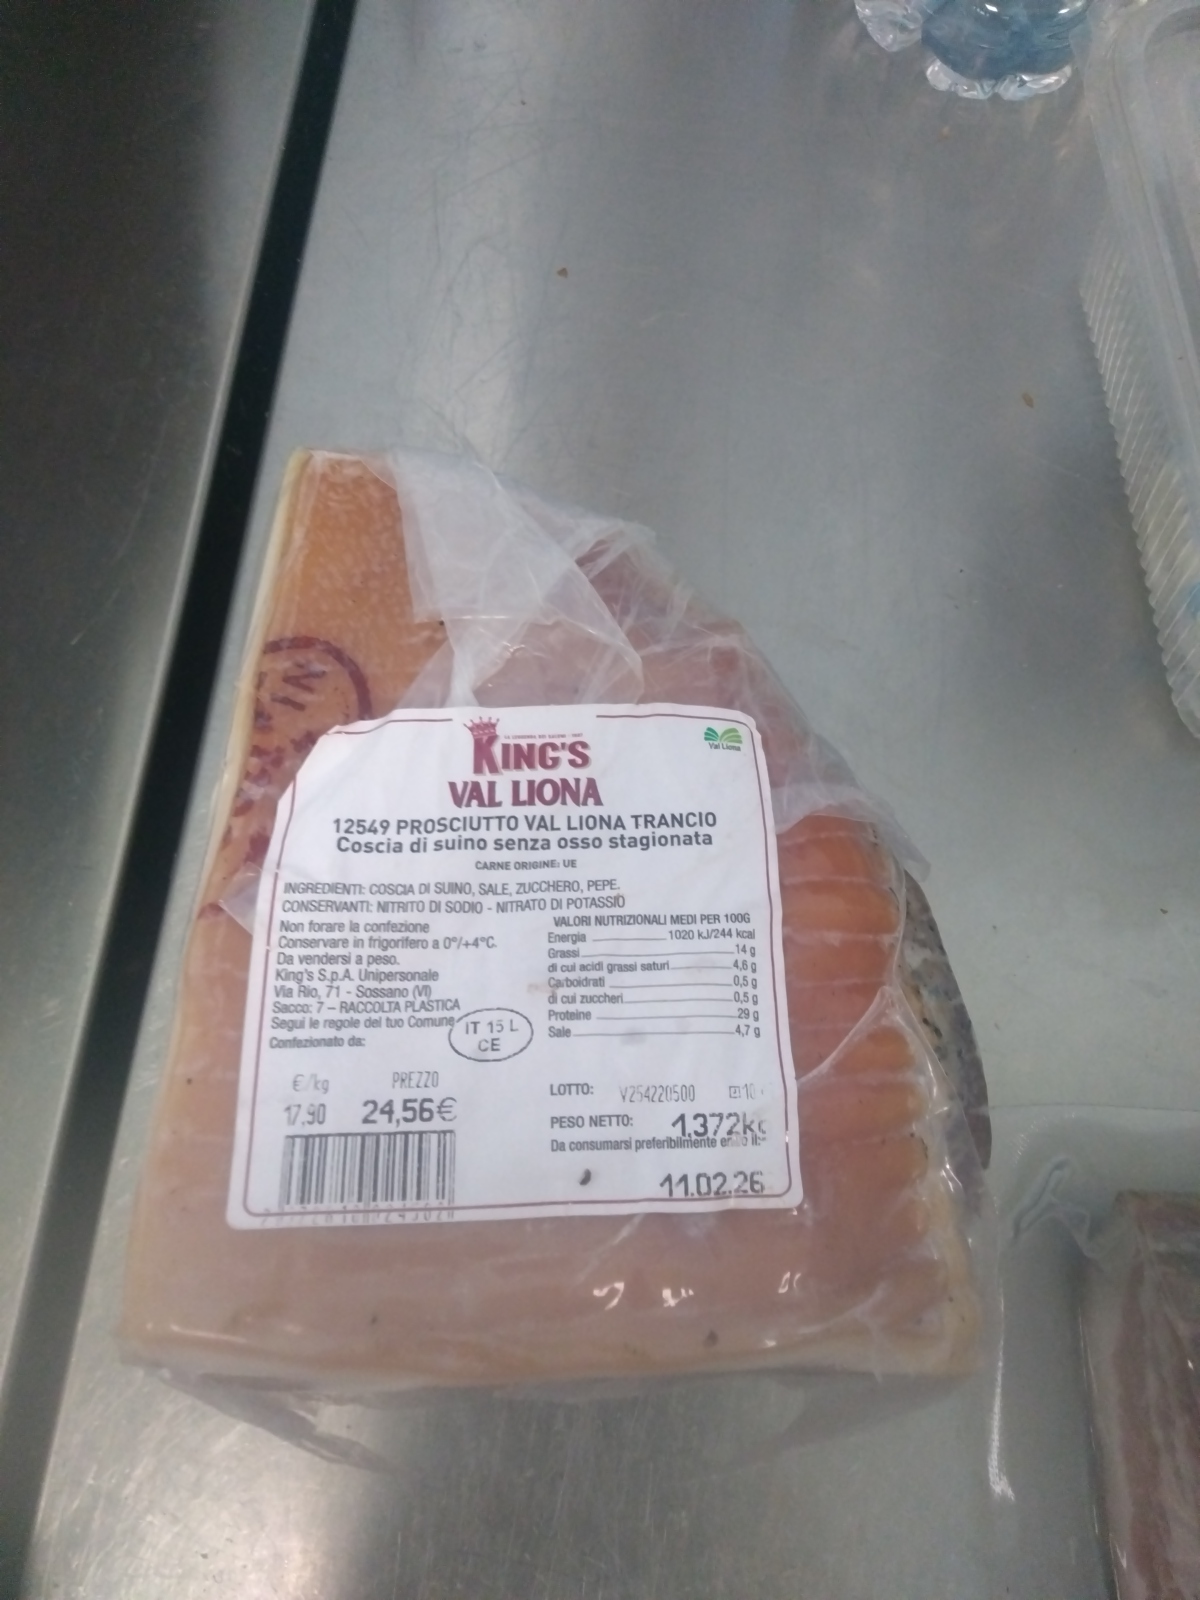 KING'S
Val Liona
VAL LIONA
12549 PROSCIUTTO VAL LIONA TRANCIO
Coscia di suino senza osso stagionata
CARNE ORIGINE: UE
INGREDIENTI: COSCIA DI SUINO, SALE, ZUCCHERO, PEPE.
CONSERVANTI: NITRITO DI SODIO - NITRATO DI POTASSIO
Non forare la confezione
Conservare in frigorifero a 0°/+4°C.
Da vendersi a peso.
King's S.p.A. Unipersonale
Via Rio, 71 - Sossano (VI)
Sacco: 7 – RACCOLTA PLASTICA
Segui le regole del tuo Comune
Confezionato da:
IT 15 L
CE
VALORI NUTRIZIONALI MEDI PER 100G
Energia 1020 kJ/244 kcal
Grassi 14 g
di cui acidi grassi saturi 4,6 g
Carboidrati 0,5 g
di cui zuccheri 0,5 g
Proteine 29 g
Sale 4,7 g
€/kg PREZZO
17,90 24,56€
LOTTO: V254220500
PESO NETTO: 1,372kg
Da consumarsi preferibilmente entro il:
11.02.26